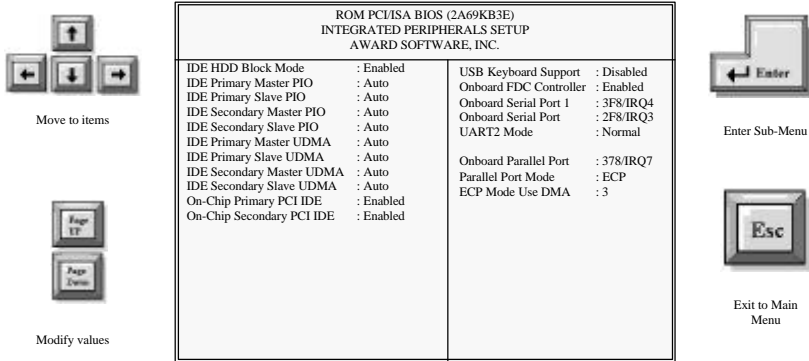 ROM PCI/ISA BIOS (2A69KB3E)
INTEGRATED PERIPHERALS SETUP
AWARD SOFTWARE, INC.
Move to items
Page
UP
Page
Down
Modify values
IDE HDD Block Mode : Enabled
IDE Primary Master PIO : Auto
IDE Primary Slave PIO : Auto
IDE Secondary Master PIO : Auto
IDE Secondary Slave PIO : Auto
IDE Primary Master UDMA : Auto
IDE Primary Slave UDMA : Auto
IDE Secondary Master UDMA : Auto
IDE Secondary Slave UDMA : Auto
On-Chip Primary PCI IDE : Enabled
On-Chip Secondary PCI IDE : Enabled
USB Keyboard Support : Disabled
Onboard FDC Controller : Enabled
Onboard Serial Port 1 : 3F8/IRQ4
Onboard Serial Port : 2F8/IRQ3
UART2 Mode : Normal
Onboard Parallel Port : 378/IRQ7
Parallel Port Mode : ECP
ECP Mode Use DMA : 3
Enter
Enter Sub-Menu
Esc
Exit to Main
Menu